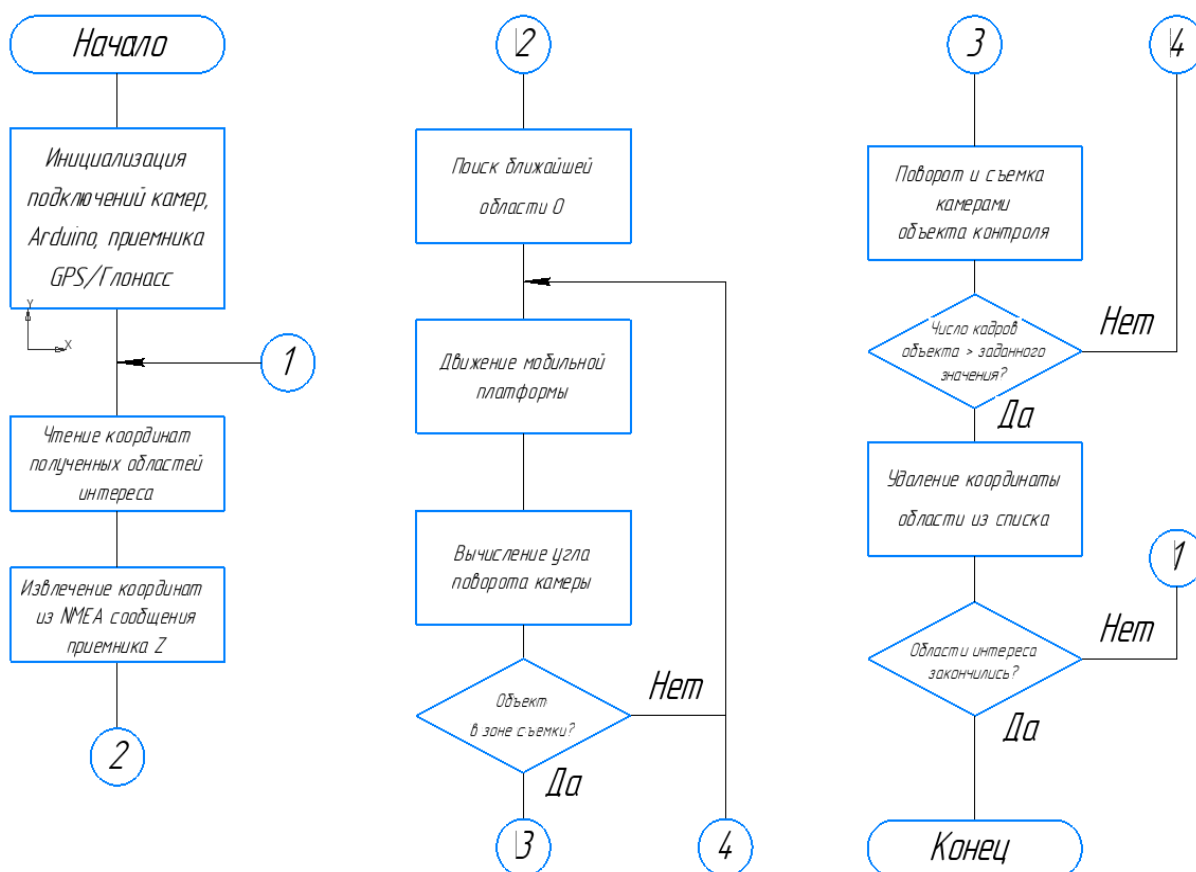 Начало
Инициализация
подключений камер,
Arduino, приемника
GPS/Глонасс
Y
X
1
Чтение координат
полученных областей
интереса
Извлечение координат
из NMEA сообщения
приемника Z
2
2
Поиск ближайшей
области O
Движение мобильной
платформы
Вычисление угла
поворота камеры
Объект
в зоне съемки?
Нет
Да
3
4
3
4
Поворот и съемка
камерами
объекта контроля
Число кадров
объекта > заданного
значения?
Нет
Да
Удаление координаты
области из списка
1
Области интереса
закончились?
Нет
Да
Конец